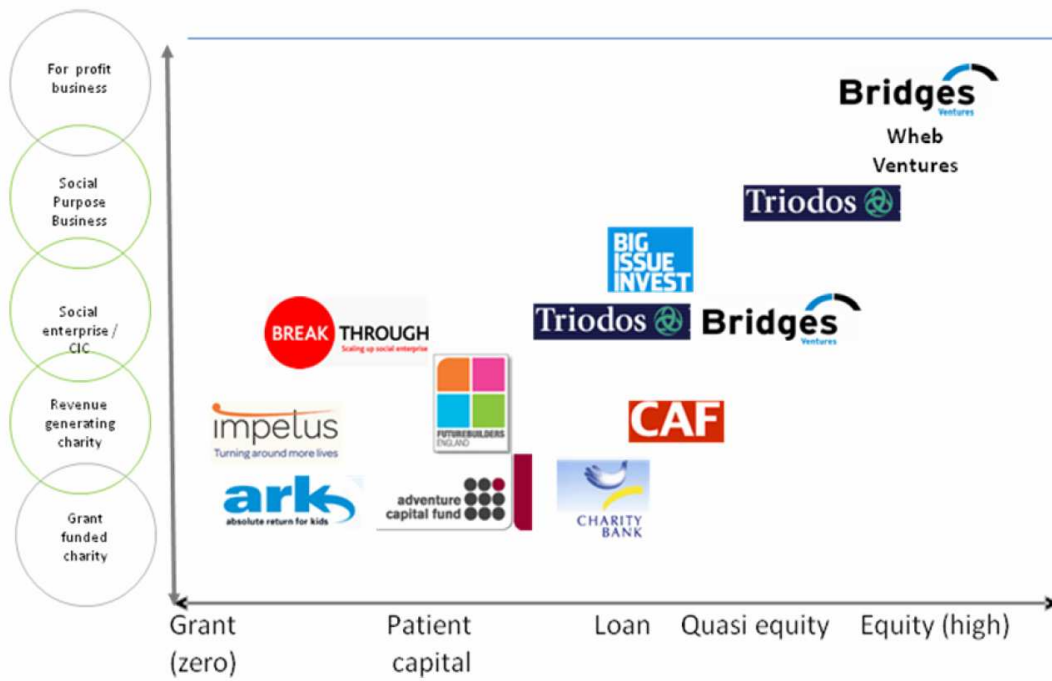 For profit
business
Social
Purpose
Business
Social
enterprise /
CIC
Revenue
generating
charity
Grant
funded
charity
Bridges
Ventures
Wheb
Ventures
Triodos
BIG
ISSUE
INVEST
Triodos
Bridges
Ventures
BREAK THROUGH
Scaling up social enterprise
FUTUREBUILDERS
ENGLAND
impetus
Turning around more lives
CAF
ark
absolute return for kids
adventure
capital fund
CHARITY
BANK
Grant
(zero)
Patient
capital
Loan
Quasi equity
Equity (high)